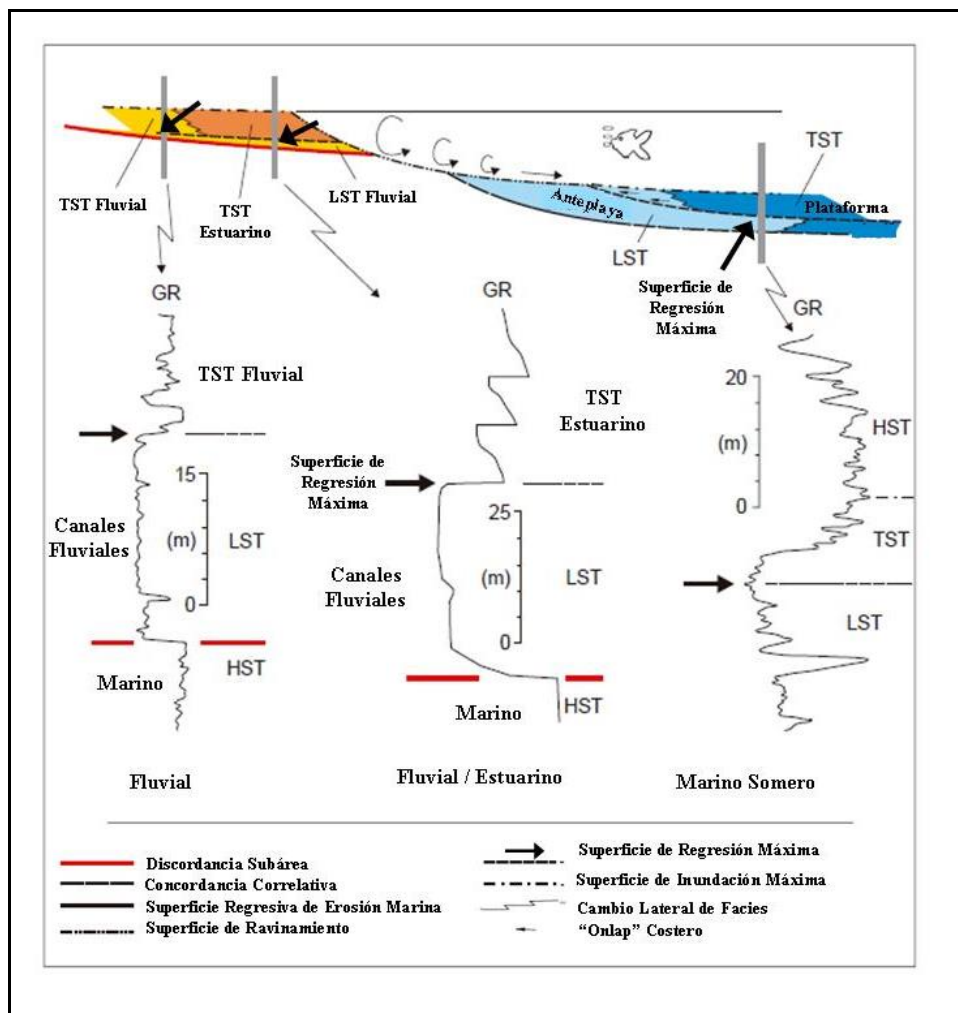 TST
Anteplaya
Plataforma
TST Fluvial
TST
Estuarino
LST Fluvial
LST
Superficie de
Regresión
Máxima
GR
GR
GR
TST Fluvial
TST
Estuarino
20
(m)
0
HST
TST
LST
Superficie de
Regresión
Máxima
15
(m)
0
Canales
Fluviales
LST
25
(m)
0
Canales
Fluviales
LST
Marino
HST
Marino
HST
Fluvial
Fluvial / Estuarino
Marino Somero
Discordancia Subárea
Concordancia Correlativa
Superficie Regresiva de Erosión Marina
Superficie de Ravinamiento
Superficie de Regresión Máxima
Superficie de Inundación Máxima
Cambio Lateral de Facies
“Onlap” Costero